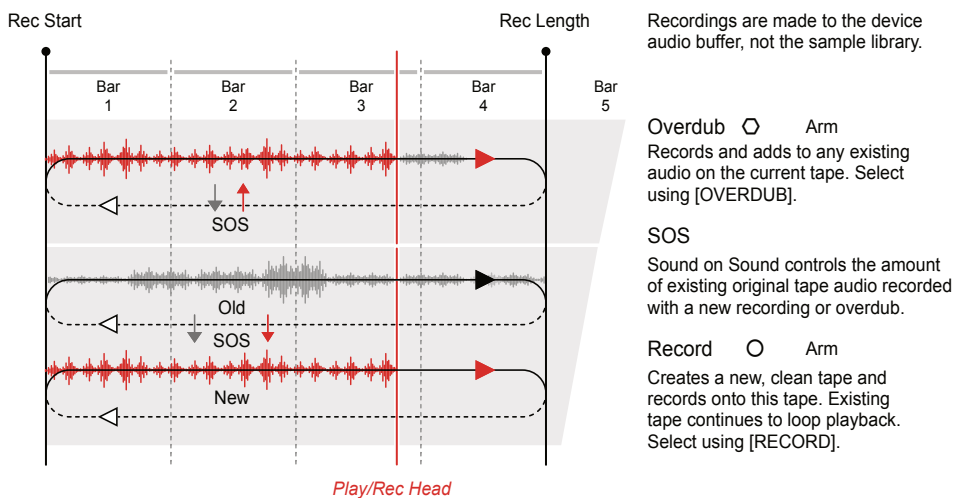 Rec Start
Rec Length
Bar
1
Bar
2
Bar
3
Bar
4
Bar
5
SOS
Old
SOS
New
Play/Rec Head
Recordings are made to the device
audio buffer, not the sample library.
Overdub Arm
Records and adds to any existing
audio on the current tape. Select
using [OVERDUB].
SOS
Sound on Sound controls the amount
of existing original tape audio recorded
with a new recording or overdub.
Record Arm
Creates a new, clean tape and
records onto this tape. Existing
tape continues to loop playback.
Select using [RECORD].